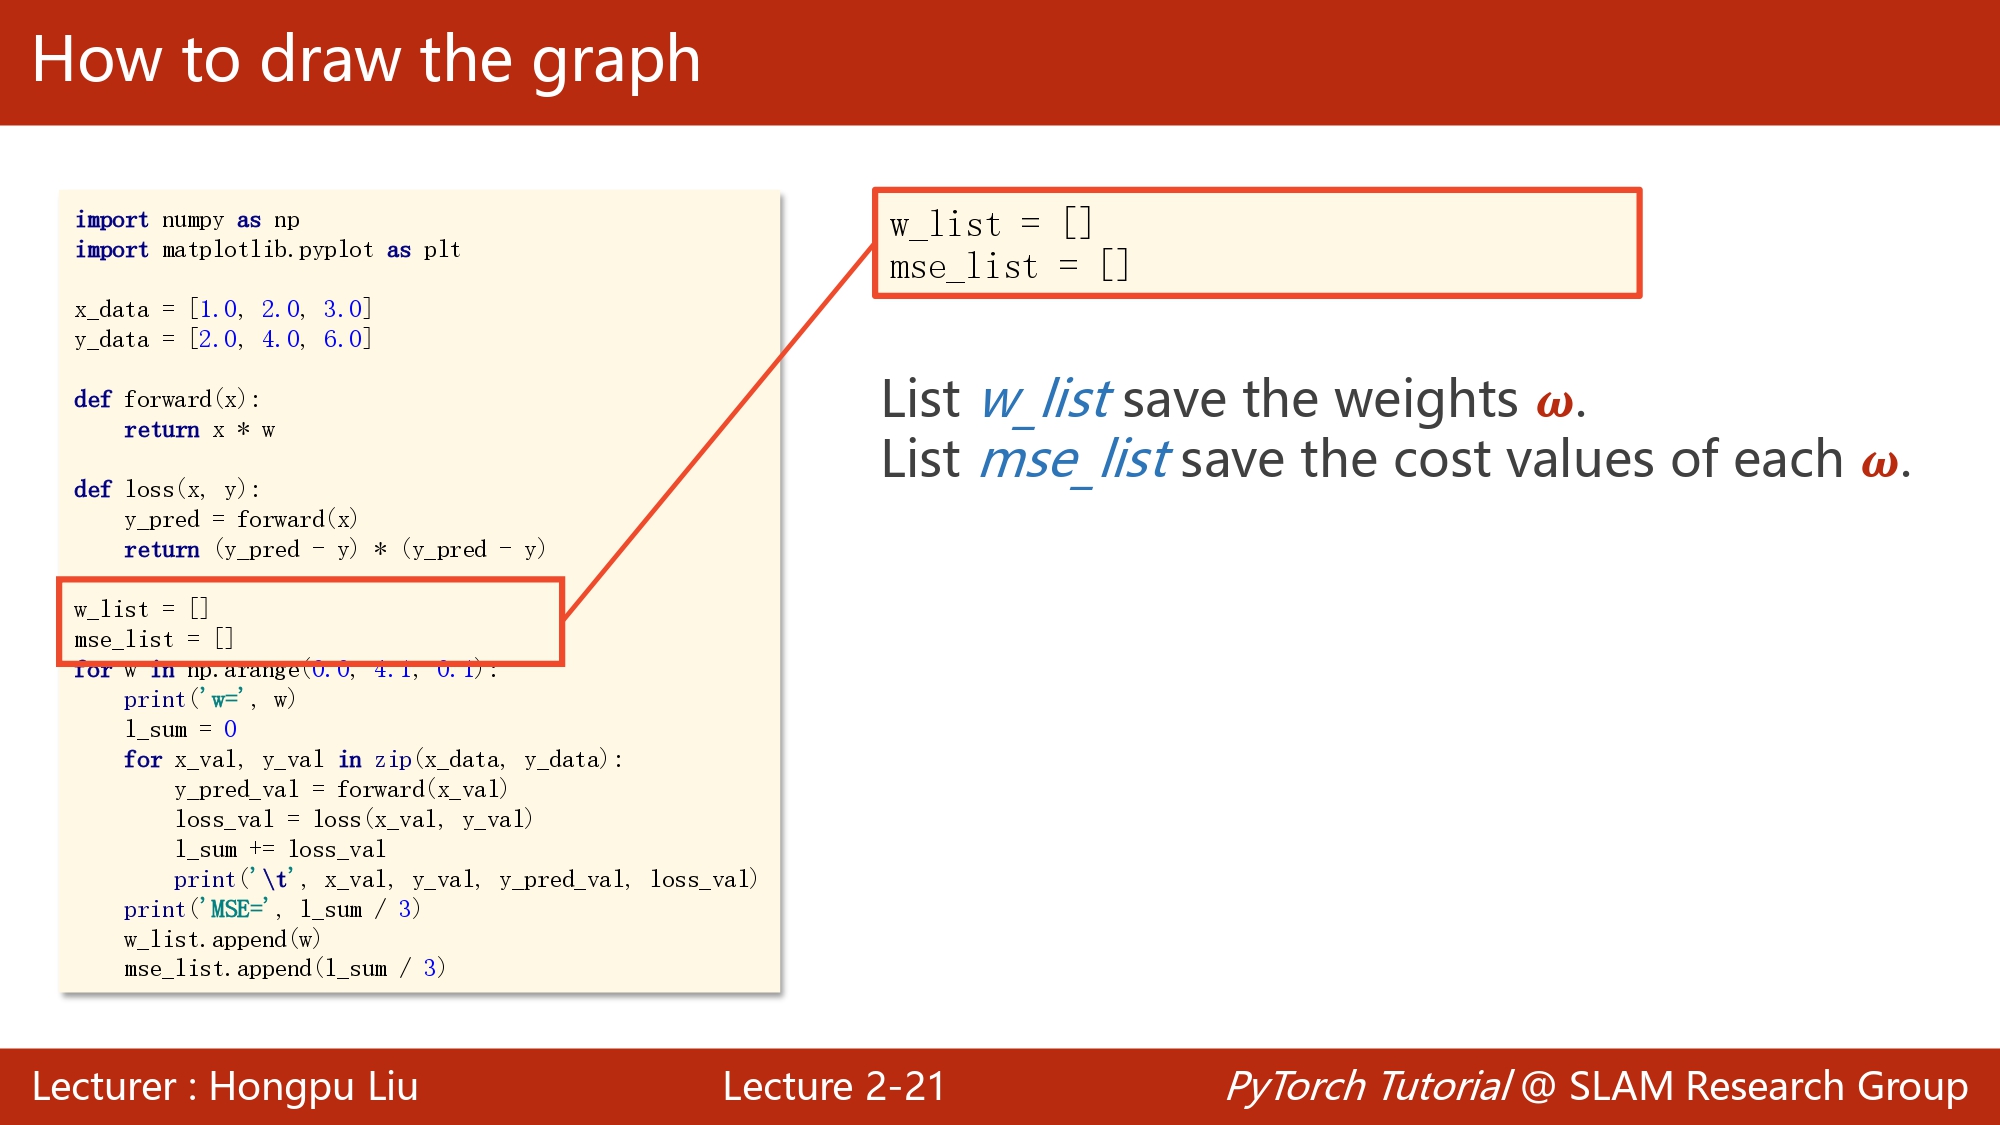 How to draw the graph
import numpy as np
import matplotlib.pyplot as plt
x_data = [1.0, 2.0, 3.0]
y_data = [2.0, 4.0, 6.0]
def forward(x):
    return x * w
def loss(x, y):
    y_pred = forward(x)
    return (y_pred - y) * (y_pred - y)
w_list = []
mse_list = []
for w in np.arange(0.0, 4.1, 0.1):
    print('w=', w)
    l_sum = 0
    for x_val, y_val in zip(x_data, y_data):
        y_pred_val = forward(x_val)
        loss_val = loss(x_val, y_val)
        l_sum += loss_val
        print('\t', x_val, y_val, y_pred_val, loss_val)
    print('MSE=', l_sum / 3)
    w_list.append(w)
    mse_list.append(l_sum / 3)
w_list = []
mse_list = []
List w_list save the weights ω.
List mse_list save the cost values of each ω.
Lecturer : Hongpu Liu
Lecture 2-21
PyTorch Tutorial @ SLAM Research Group